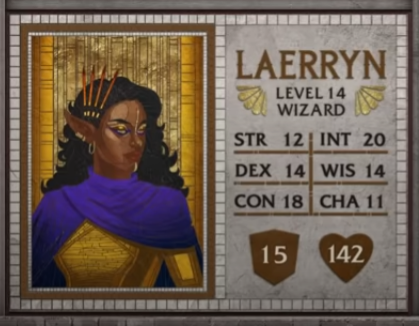 LAERRYN
LEVEL 14
WIZARD
STR 12 INT 20
DEX 14 WIS 14
CON 18 CHA 11
15 142